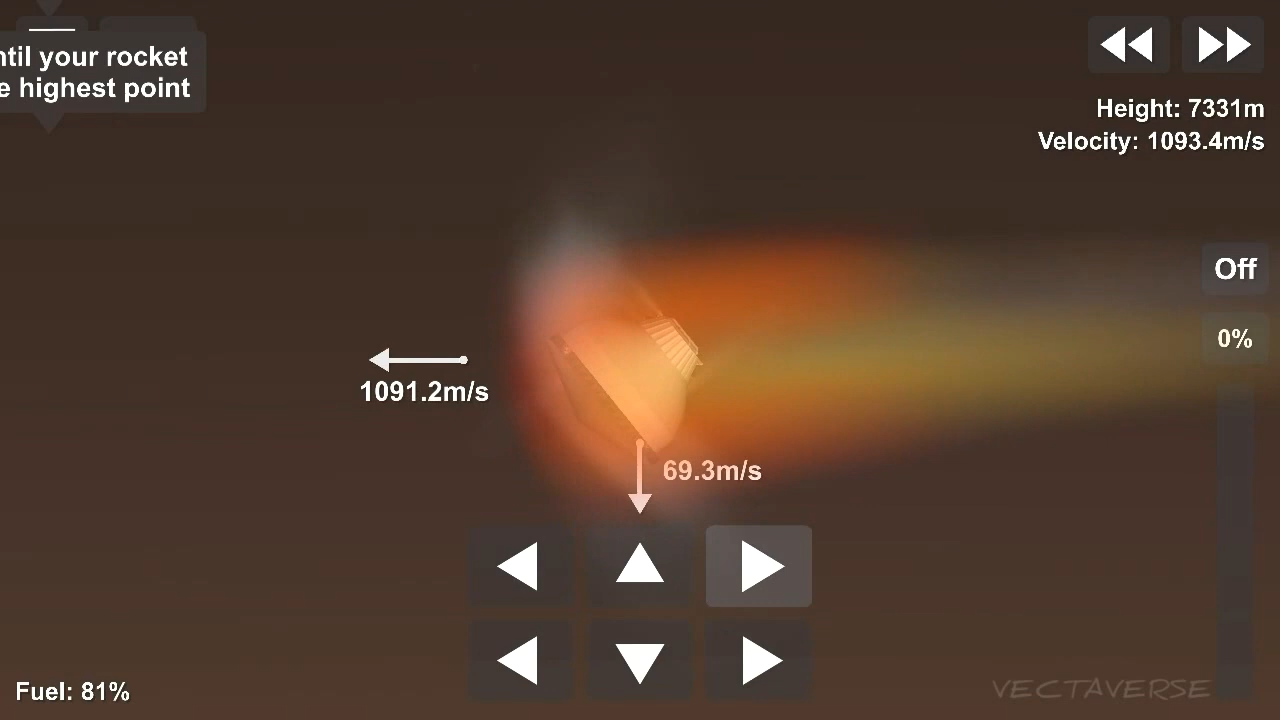 ntil your rocket
e highest point
Height: 7331m
Velocity: 1093.4m/s
Off
0%
1091.2m/s
69.3m/s
Fuel: 81%
VECTAVERSE